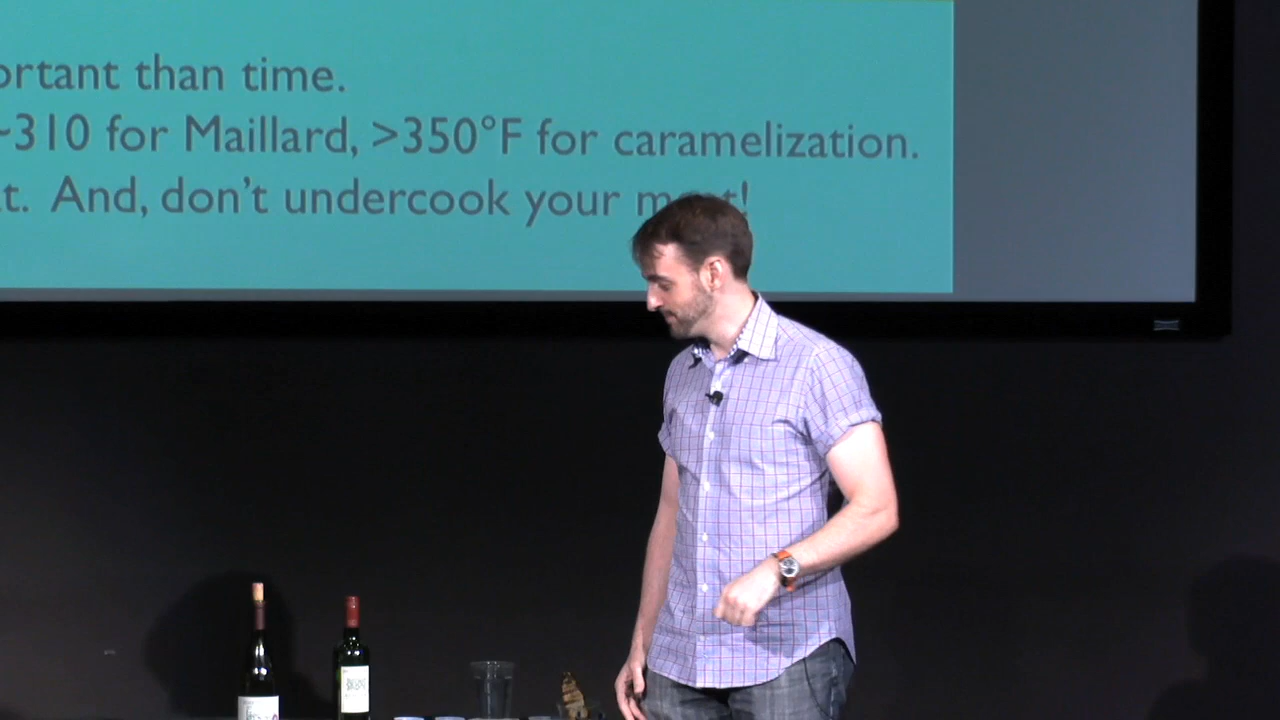 ortant than time.
~310 for Maillard, >350°F for caramelization.
t. And, don't undercook your m t!